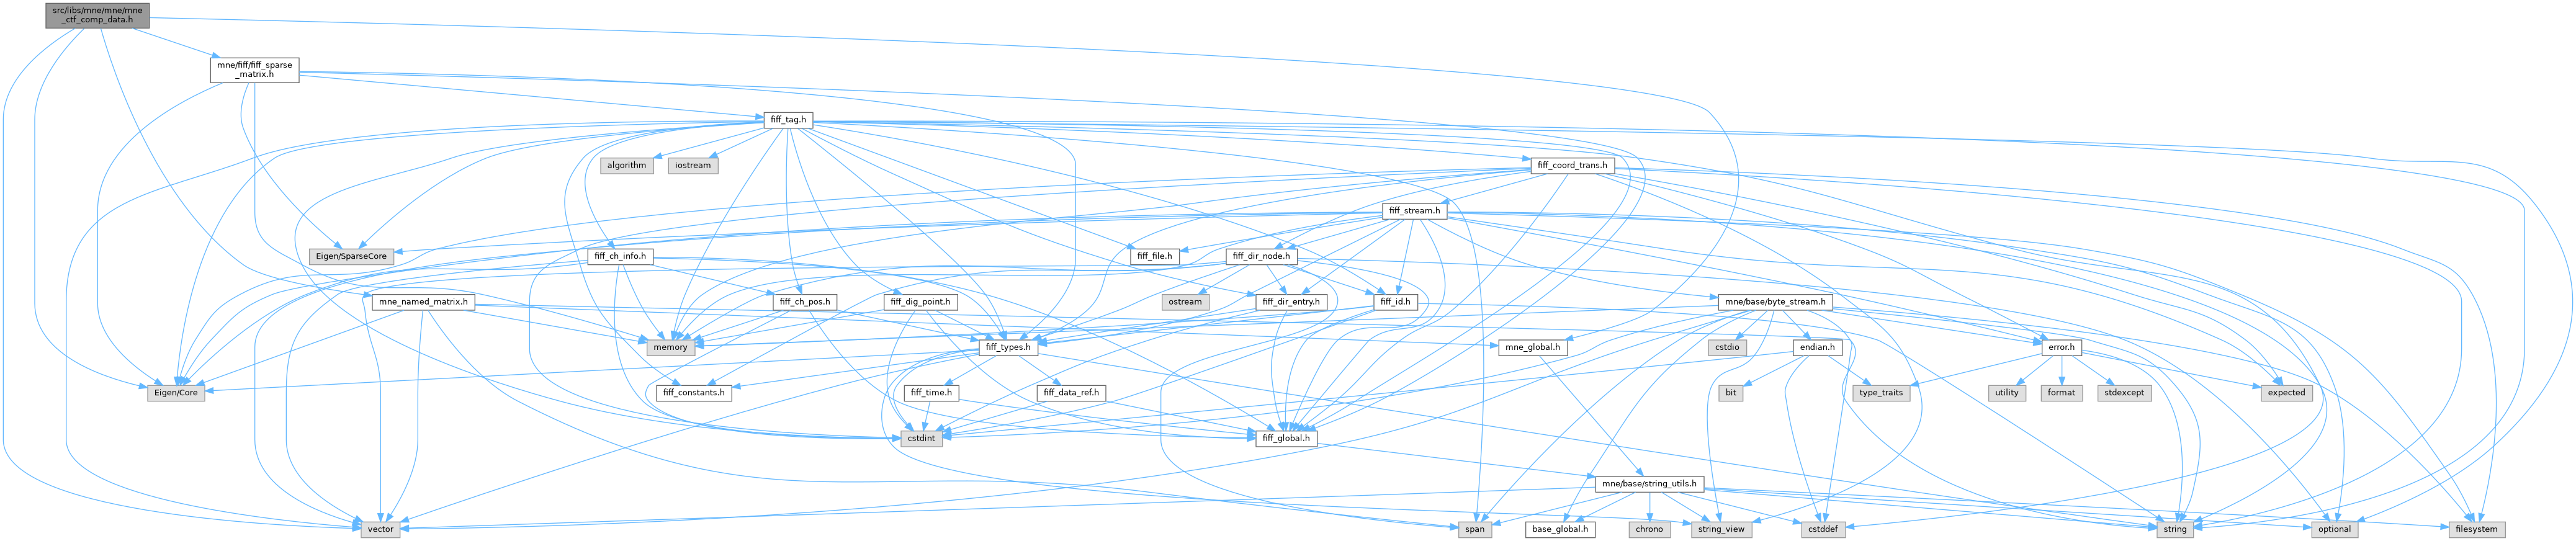 src/libs/mne/mne/mne
_ctf_comp_data.h
mne/fiff/fiff_sparse
_matrix.h
fiff_tag.h
algorithm
iostream
fiff_coord_trans.h
fiff_stream.h
Eigen/SparseCore
fiff_ch_info.h
fiff_file.h
fiff_dir_node.h
mne_named_matrix.h
fiff_ch_pos.h
fiff_dig_point.h
ostream
fiff_dir_entry.h
fiff_id.h
mne/base/byte_stream.h
memory
fiff_types.h
mne_global.h
cstdio
endian.h
error.h
Eigen/Core
fiff_constants.h
fiff_time.h
fiff_data_ref.h
bit
type_traits
utility
format
stdexcept
expected
cstdint
fiff_global.h
mne/base/string_utils.h
vector
span
base_global.h
chrono
string_view
cstddef
string
optional
filesystem